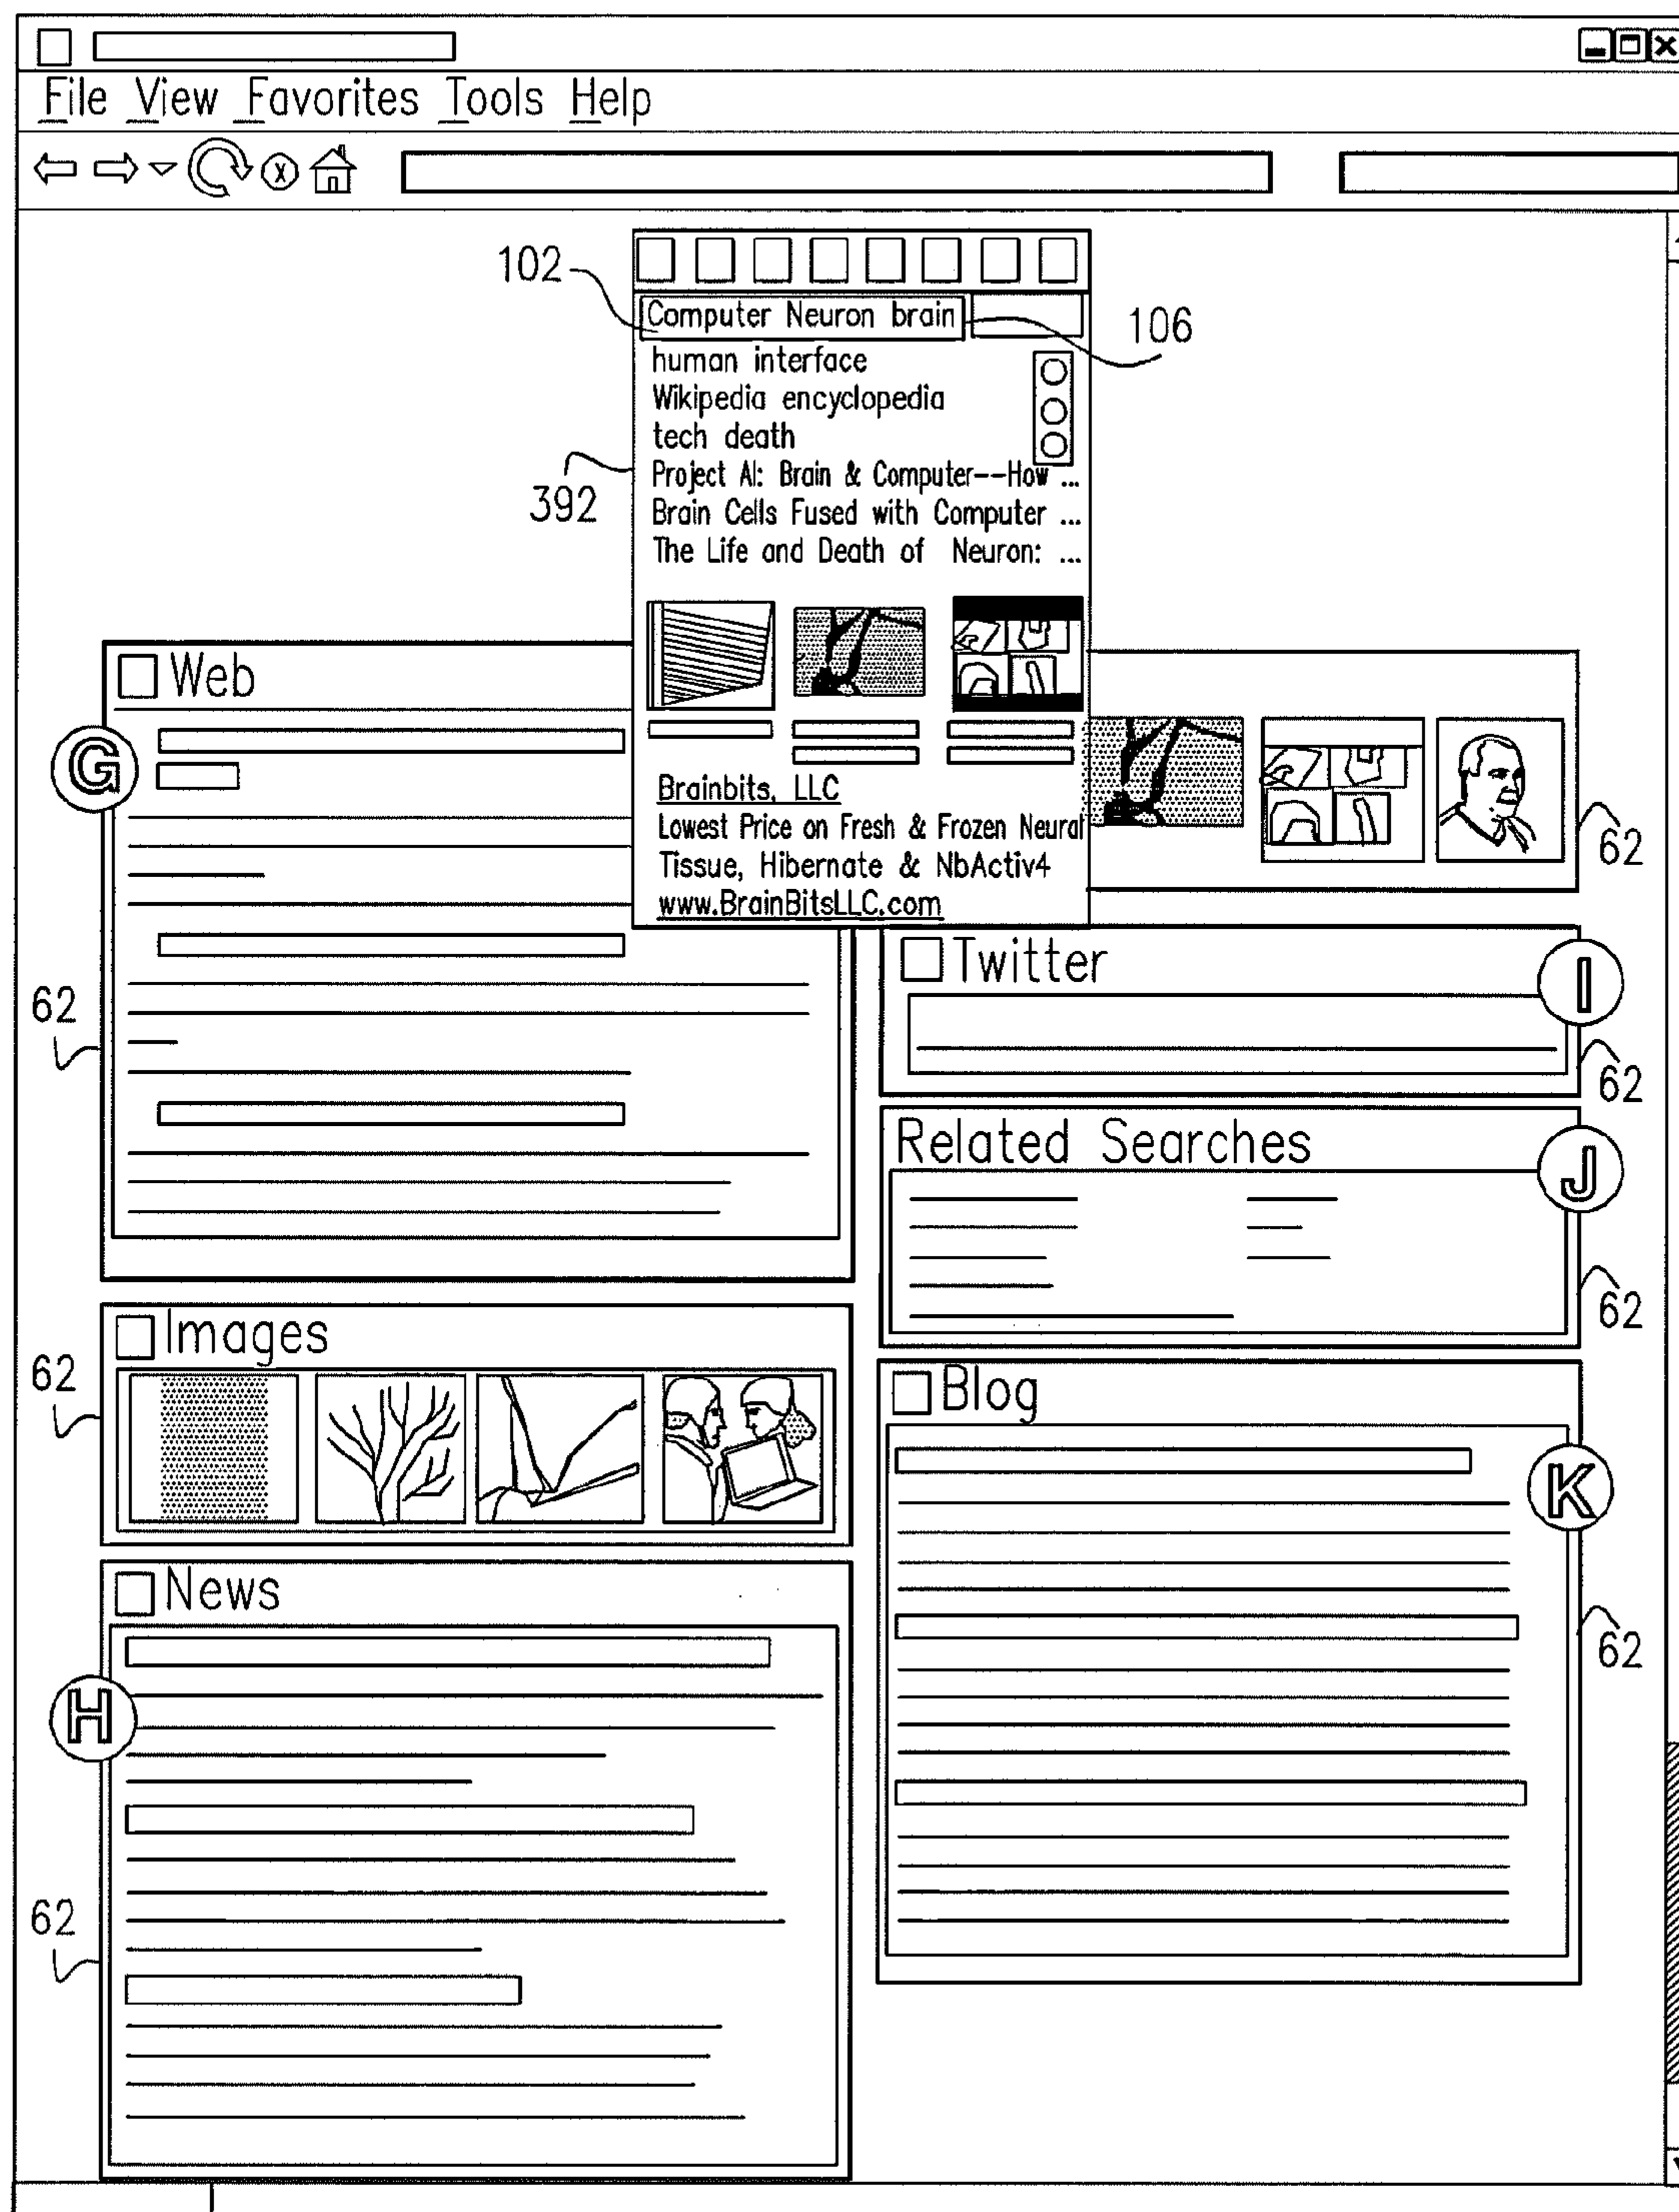 File View Favorites Tools Help
X
102
Computer Neuron brain
106
human interface
Wikipedia encyclopedia
tech death
392
Project AI: Brain & Computer--How ...
Brain Cells Fused with Computer ...
The Life and Death of Neuron: ...
Brainbits, LLC
Lowest Price on Fresh & Frozen Neural
Tissue, Hibernate & NbActiv4
www.BrainBitsLLC.com
Web
G
62
62
Twitter
I
62
Related Searches
J
62
Images
62
News
H
62
Blog
K
62